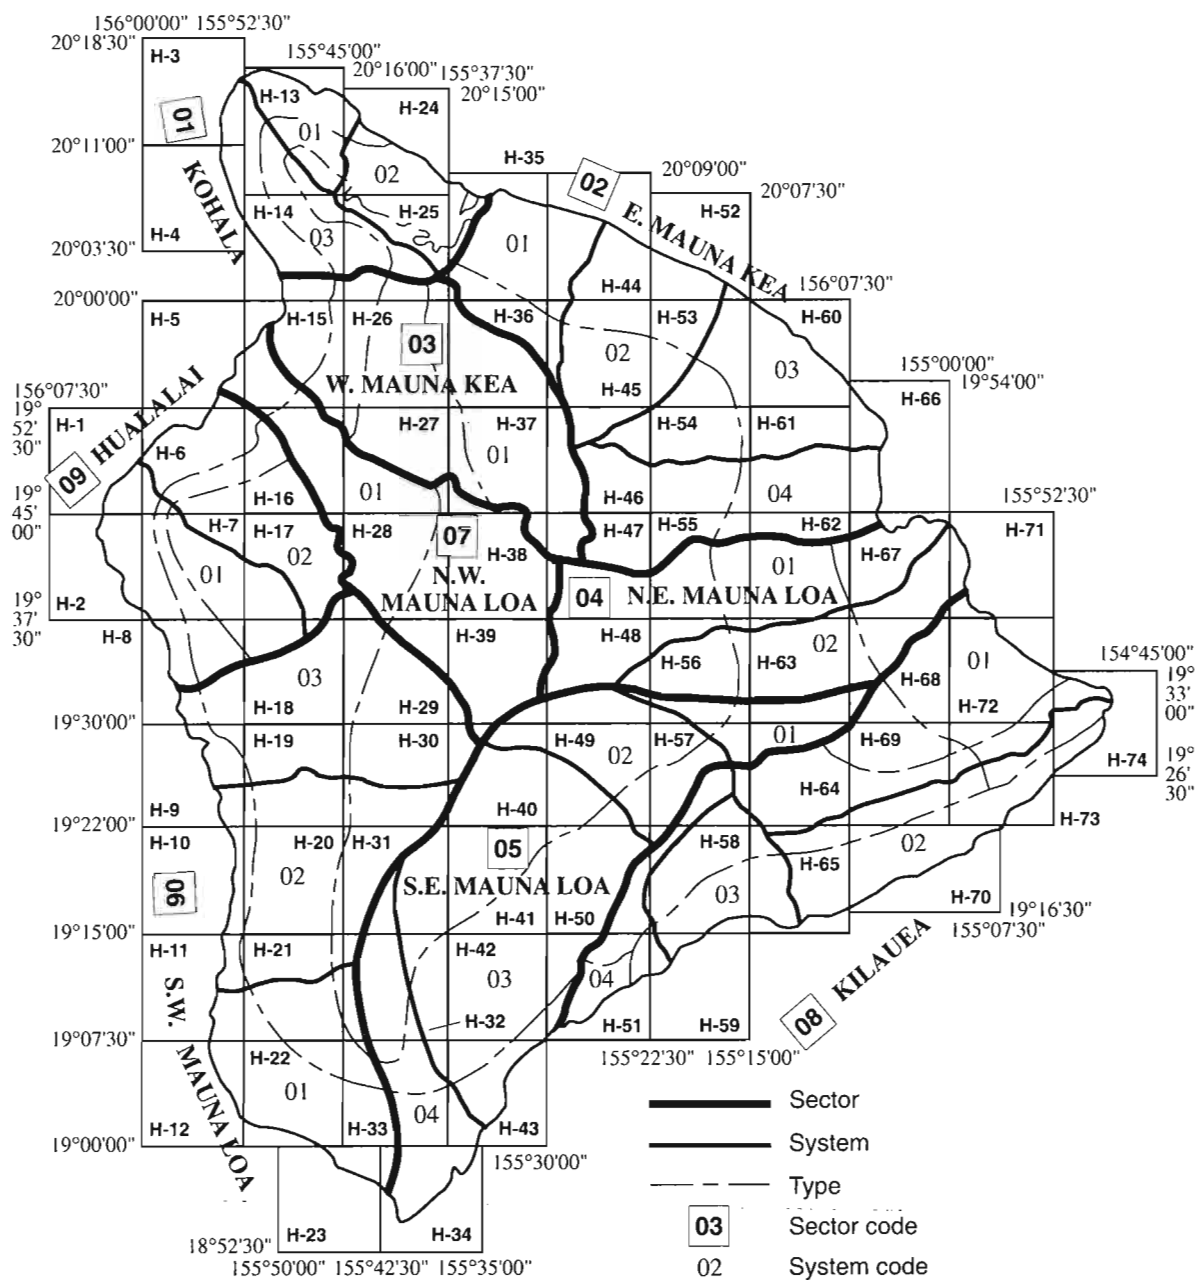 156°00'00" 155°52'30"
20°18'30"
H-3
155°45'00"
20°16'00"
155°37'30"
20°15'00"
01
H-13
H-24
01
20°11'00"
02
H-35
02
20°09'00"
20°07'30"
KOHALA
H-14
H-25
H-52
E. MAUNA KEA
H-4
03
01
20°03'30"
H-44
156°07'30"
20°00'00"
H-5
H-15
H-26
H-36
H-53
H-60
03
02
03
155°00'00"
19°54'00"
W. MAUNA KEA
H-45
H-66
156°07'30"
19°
52'
30"
H-1
09
HUALALAI
H-6
H-27
H-37
H-54
H-61
01
19°
45'
00"
H-16
01
H-46
04
155°52'30"
H-7
H-17
H-28
07
H-38
H-47
H-55
H-62
H-67
H-71
02
01
01
N.W.
MAUNA LOA
04
N.E. MAUNA LOA
H-2
19°
37'
30"
H-8
H-39
H-48
H-56
H-63
02
01
154°45'00"
19°
33'
00"
03
H-68
H-18
H-29
H-72
19°30'00"
H-19
H-30
H-49
H-57
01
H-69
02
H-74
19°
26'
30"
H-64
H-9
H-40
19°22'00"
H-73
H-10
H-20
H-31
05
H-58
H-65
02
06
02
S.E. MAUNA LOA
03
H-41
H-50
H-70
19°16'30"
155°07'30"
19°15'00"
H-11
H-21
H-42
03
04
KILAUEA
08
S.W. MAUNA LOA
H-32
H-51
H-59
19°07'30"
155°22'30" 155°15'00"
H-22
01
04
Sector
H-12
H-33
H-43
19°00'00"
155°30'00"
System
Type
03
Sector code
H-23
H-34
18°52'30"
02
System code
155°50'00" 155°42'30" 155°35'00"